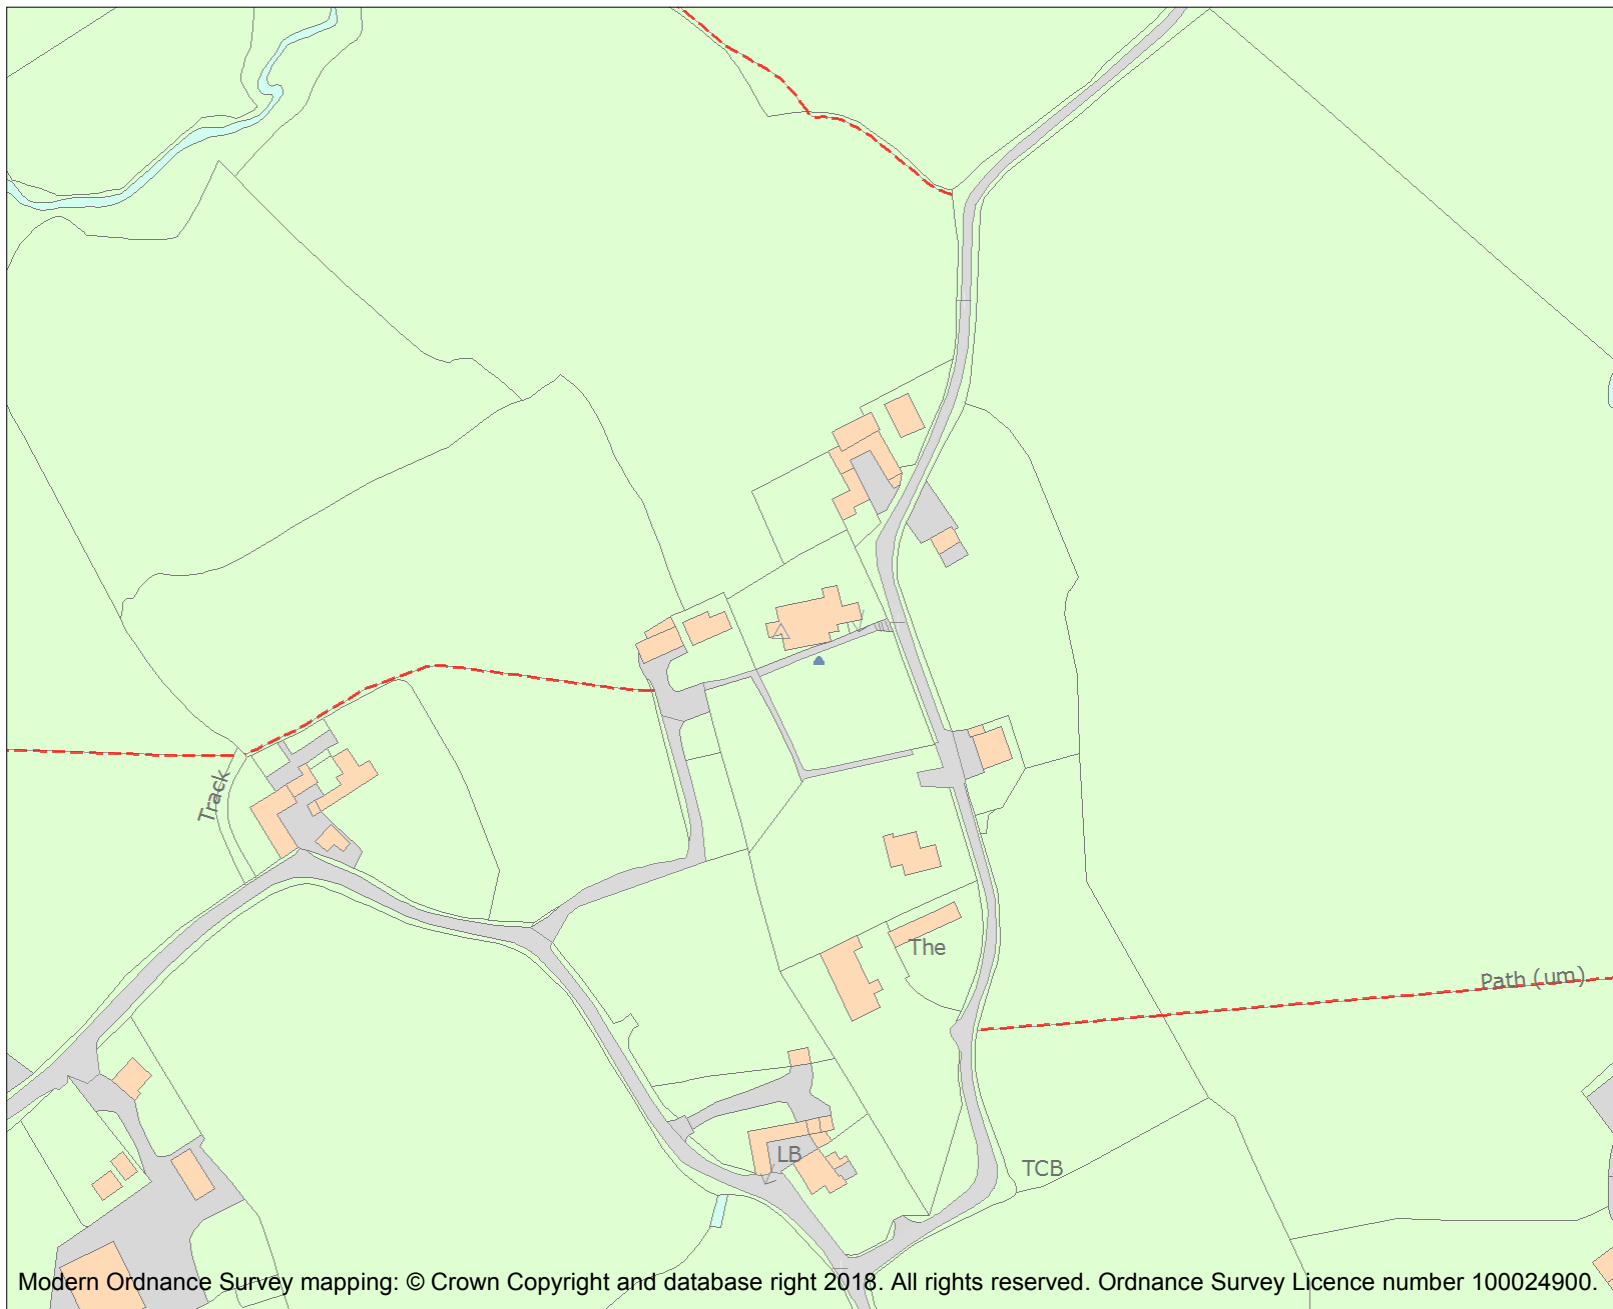 Track
The
Path (um)
LB
TCB
Modern Ordnance Survey mapping: © Crown Copyright and database right 2018. All rights reserved. Ordnance Survey Licence number 100024900.